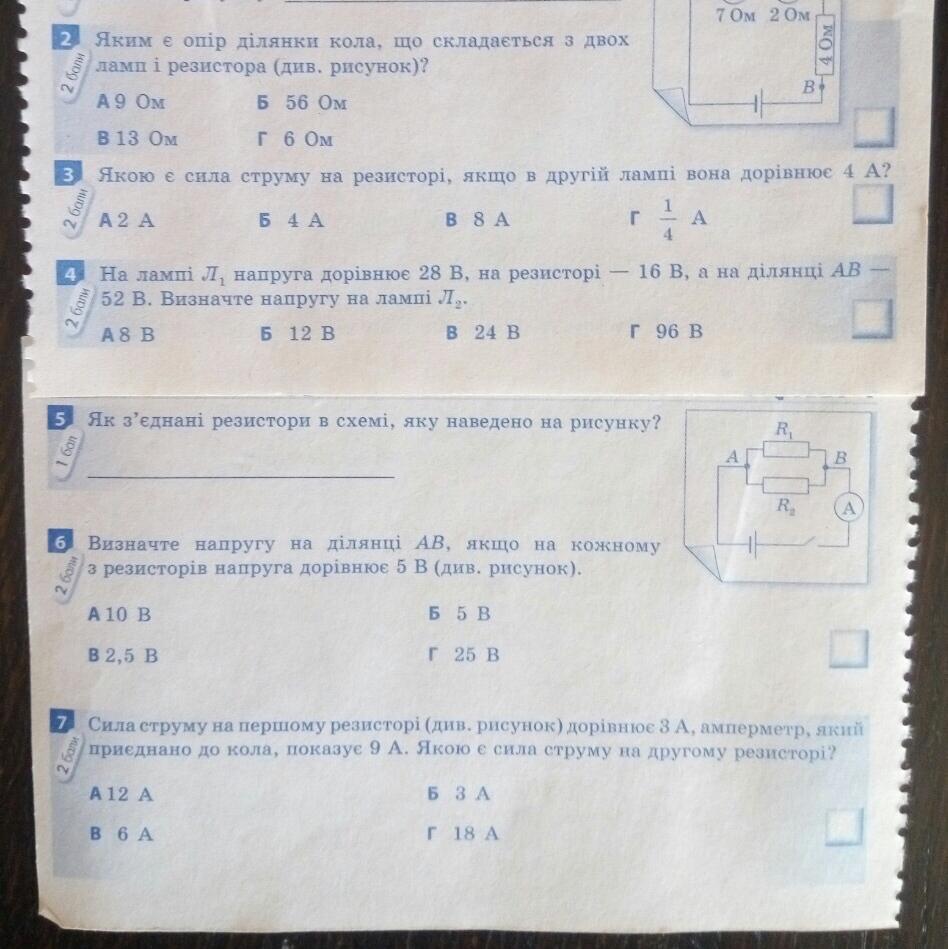 7 Ом 2 Ом
4 Ом
B
2 Яким є опір ділянки кола, що складається з двох
2 бали ламп і резистора (див. рисунок)?
А 9 Ом Б 56 Ом
В 13 Ом Г 6 Ом
3 Якою є сила струму на резисторі, якщо в другій лампі вона дорівнює 4 А?
2 бали
А 2 А Б 4 А В 8 А Г 1/4 А
4 На лампі Л₁ напруга дорівнює 28 В, на резисторі — 16 В, а на ділянці AB —
2 бали 52 В. Визначте напругу на лампі Л₂.
А 8 В Б 12 В В 24 В Г 96 В
5 Як з’єднані резистори в схемі, яку наведено на рисунку?
1 бал
R₁
A B
R₂ A
6 Визначте напругу на ділянці AB, якщо на кожному
2 бали з резисторів напруга дорівнює 5 В (див. рисунок).
А 10 В Б 5 В
В 2,5 В Г 25 В
7 Сила струму на першому резисторі (див. рисунок) дорівнює 3 А, амперметр, який
2 бали приєднано до кола, показує 9 А. Якою є сила струму на другому резисторі?
А 12 А Б 3 А
В 6 А Г 18 А